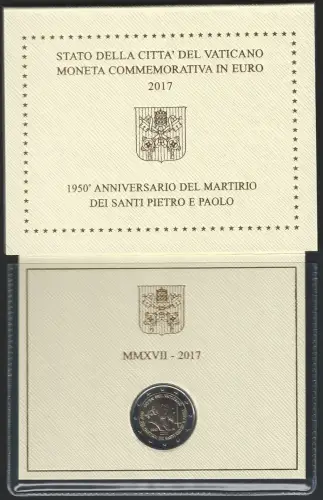 STATO DELLA CITTA' DEL VATICANO
MONETA COMMEMORATIVA IN EURO
2017
1950° ANNIVERSARIO DEL MARTIRIO
DEI SANTI PIETRO E PAOLO
MMXVII - 2017